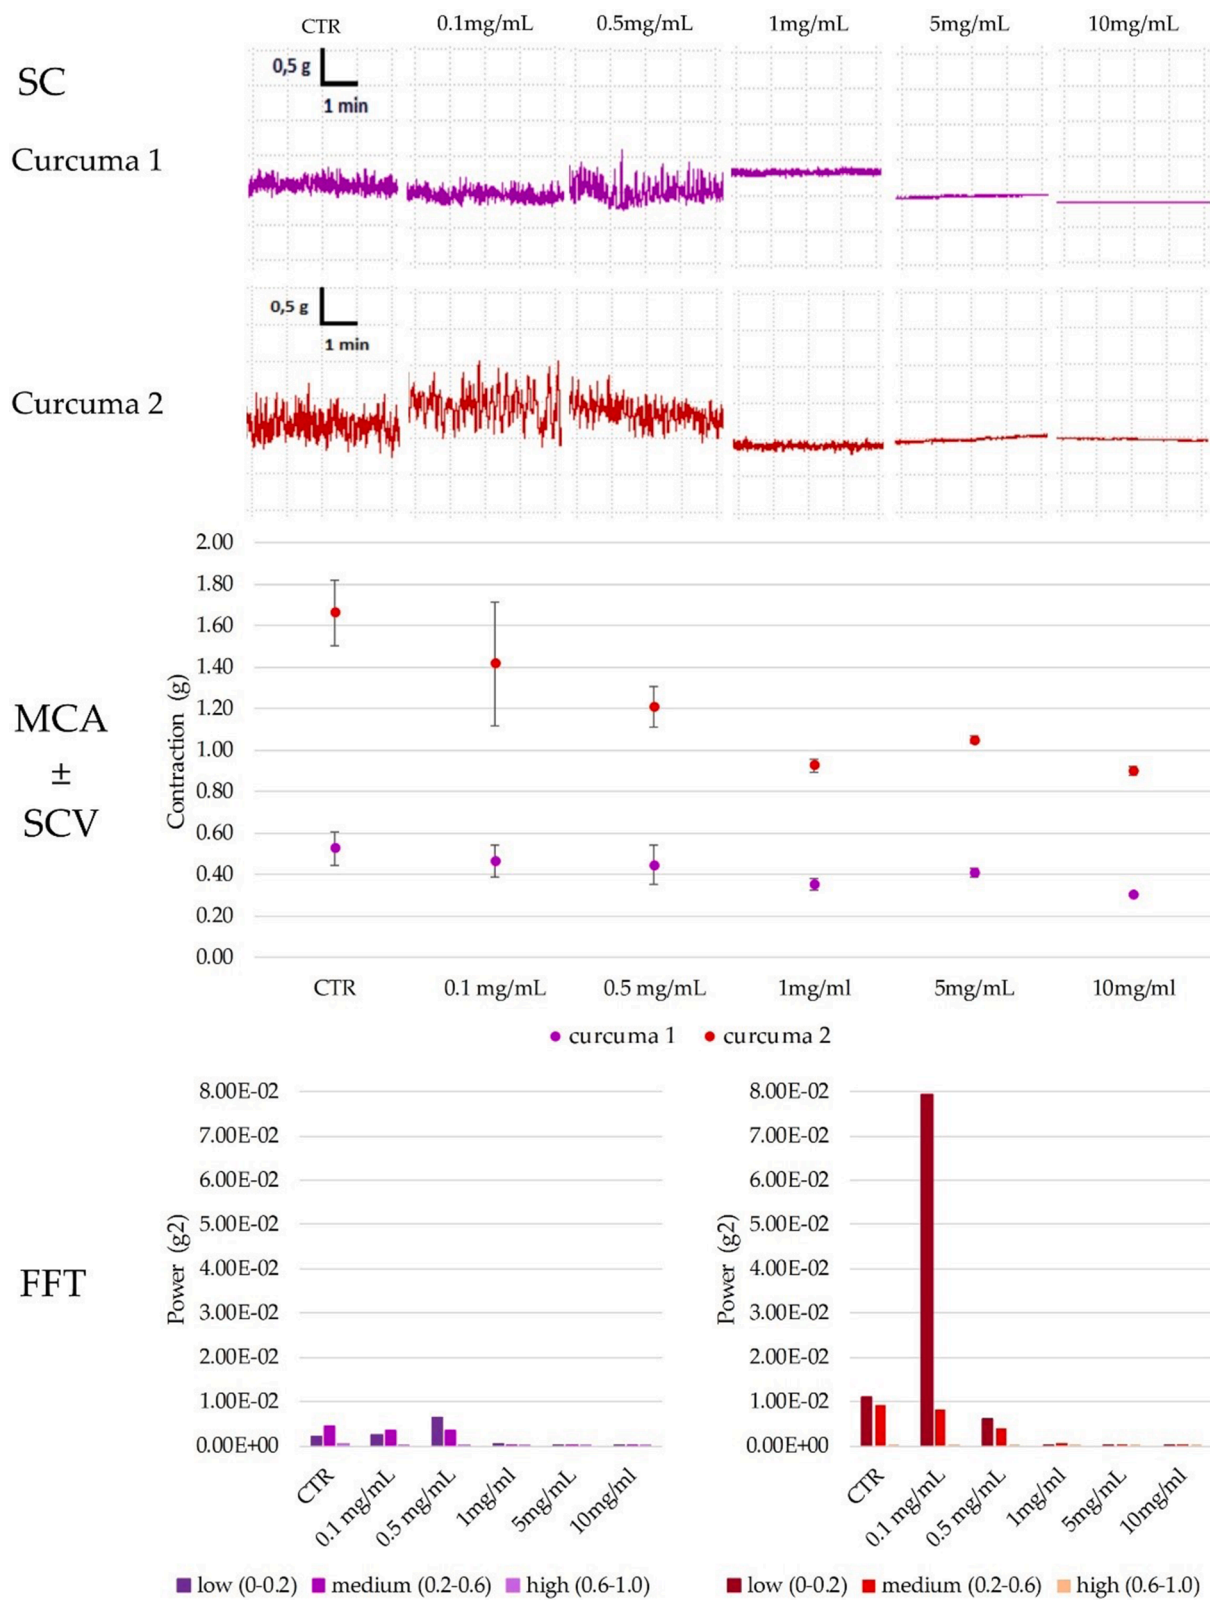 CTR 0.1mg/mL 0.5mg/mL 1mg/mL 5mg/mL 10mg/mL
SC
0,5 g
1 min
Curcuma 1
0,5 g
1 min
Curcuma 2
MCA
±
SCV
Contraction (g)
2.00
1.80
1.60
1.40
1.20
1.00
0.80
0.60
0.40
0.20
0.00
CTR 0.1 mg/mL 0.5 mg/mL 1mg/ml 5mg/mL 10mg/ml
curcuma 1 curcuma 2
FFT
Power (g2)
8.00E-02
7.00E-02
6.00E-02
5.00E-02
4.00E-02
3.00E-02
2.00E-02
1.00E-02
0.00E+00
CTR 0.1 mg/mL 0.5 mg/mL 1mg/ml 5mg/mL 10mg/ml
low (0-0.2) medium (0.2-0.6) high (0.6-1.0)
Power (g2)
8.00E-02
7.00E-02
6.00E-02
5.00E-02
4.00E-02
3.00E-02
2.00E-02
1.00E-02
0.00E+00
CTR 0.1 mg/mL 0.5 mg/mL 1mg/ml 5mg/mL 10mg/ml
low (0-0.2) medium (0.2-0.6) high (0.6-1.0)